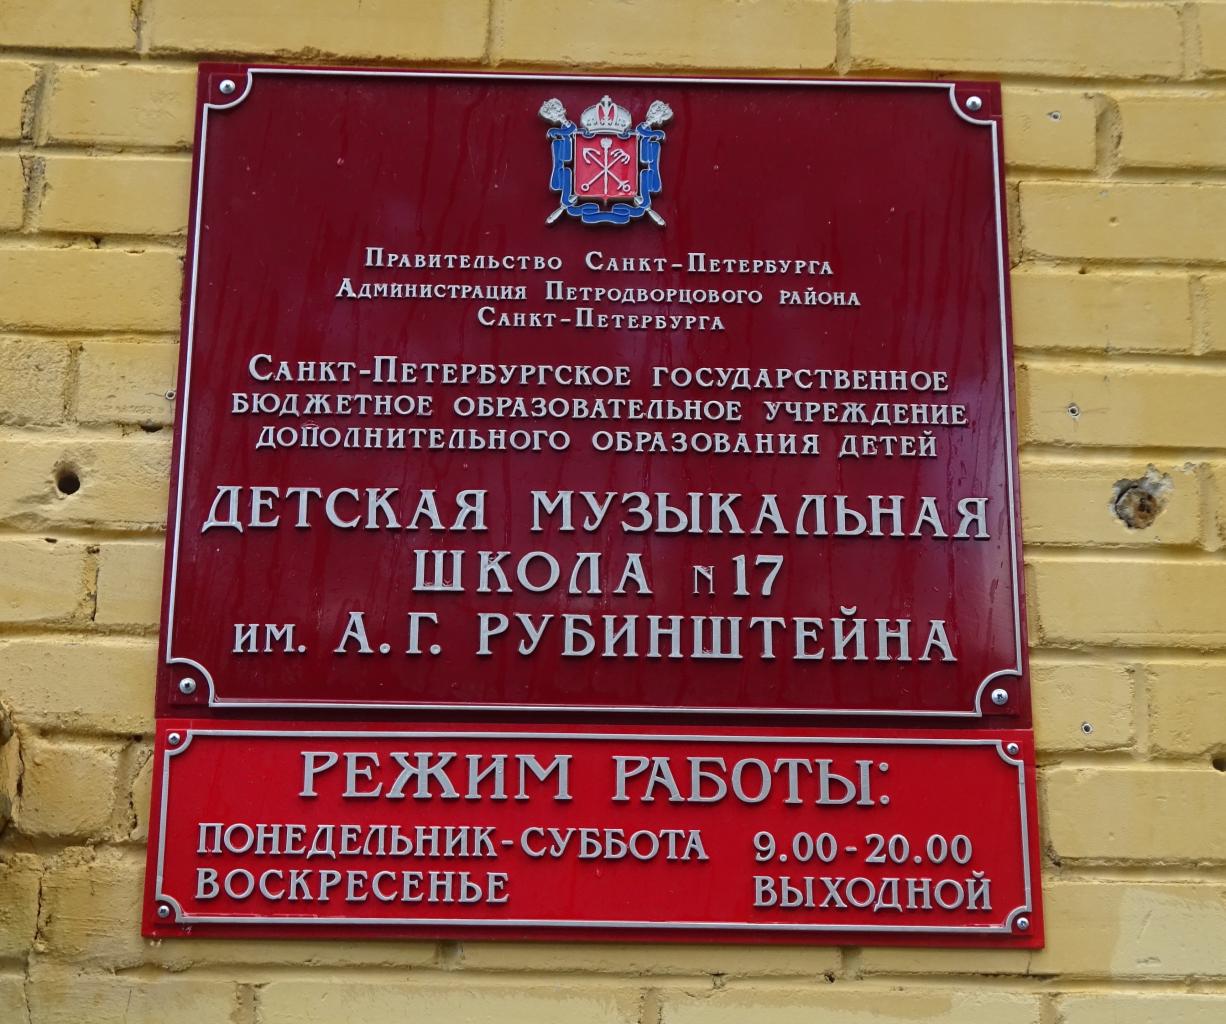 Правительство Санкт-Петербурга
Администрация Петродворцового района
Санкт-Петербурга
Санкт-Петербургское государственное
бюджетное образовательное учреждение
дополнительного образования детей
ДЕТСКАЯ МУЗЫКАЛЬНАЯ
ШКОЛА N 17
им. А.Г. РУБИНШТЕЙНА
РЕЖИМ РАБОТЫ:
ПОНЕДЕЛЬНИК-СУББОТА 9.00-20.00
ВОСКРЕСЕНЬЕ ВЫХОДНОЙ